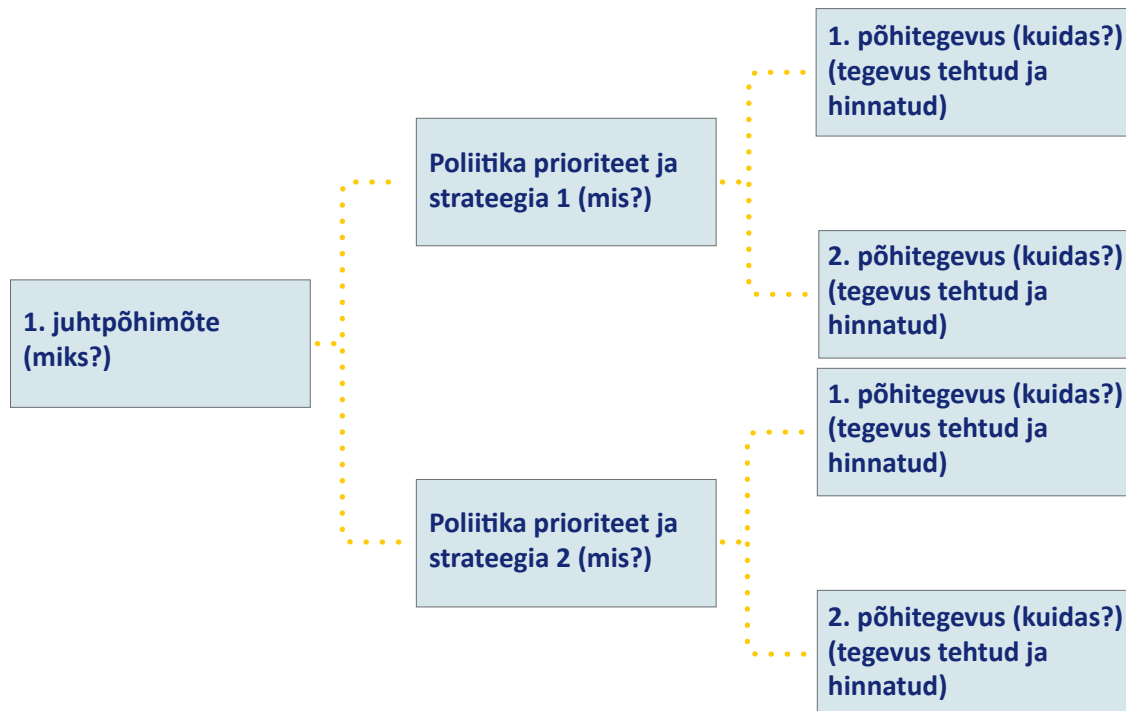 1. juhtpõhimõte
(miks?)
Poliitika prioriteet ja
strateegia 1 (mis?)
1. põhitegevus (kuidas?)
(tegevus tehtud ja
hinnatud)
2. põhitegevus (kuidas?)
(tegevus tehtud ja
hinnatud)
Poliitika prioriteet ja
strateegia 2 (mis?)
1. põhitegevus (kuidas?)
(tegevus tehtud ja
hinnatud)
2. põhitegevus (kuidas?)
(tegevus tehtud ja
hinnatud)